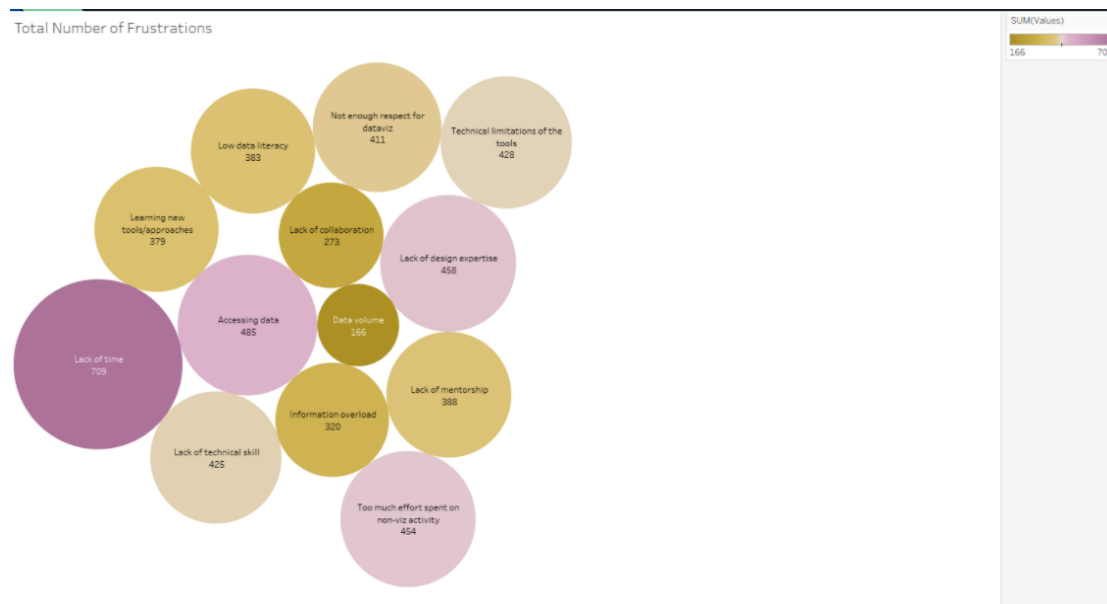 Total Number of Frustrations
SUM(Values)
166
70
Not enough respect for
dataviz
411
Technical limitations of the
tools
428
Low data literacy
383
Learning new
tools/approaches
379
Lack of collaboration
273
Lack of design expertise
458
Accessing data
485
Data volume
166
Lack of time
709
Lack of mentorship
388
Information overload
320
Lack of technical skill
425
Too much effort spent on
non-viz activity
454